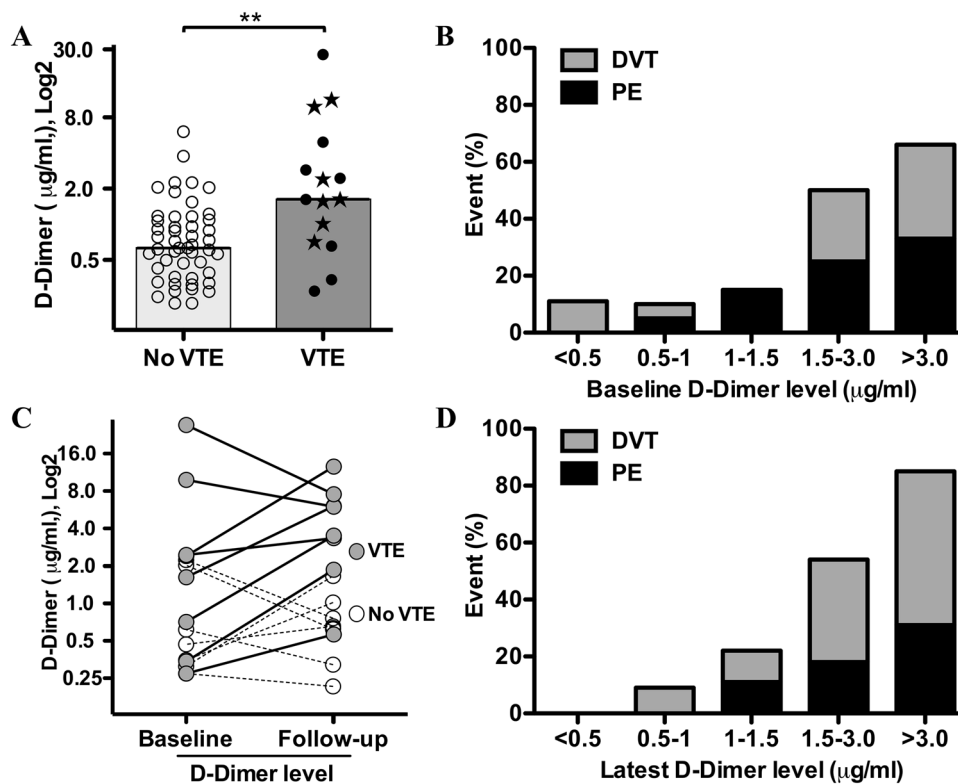 A
**
D-Dimer ( μg/ml,), Log2
30.0
8.0
2.0
0.5
No VTE
VTE
B
DVT
PE
Event (%)
100
80
60
40
20
0
<0.5
0.5-1
1-1.5
1.5-3.0
>3.0
Baseline D-Dimer level (μg/ml)
C
D-Dimer ( μg/ml,), Log2
16.0
8.0
4.0
2.0
1.0
0.5
0.25
VTE
No VTE
Baseline
Follow-up
D-Dimer level
D
DVT
PE
Event (%)
100
80
60
40
20
0
<0.5
0.5-1
1-1.5
1.5-3.0
>3.0
Latest D-Dimer level (μg/ml)